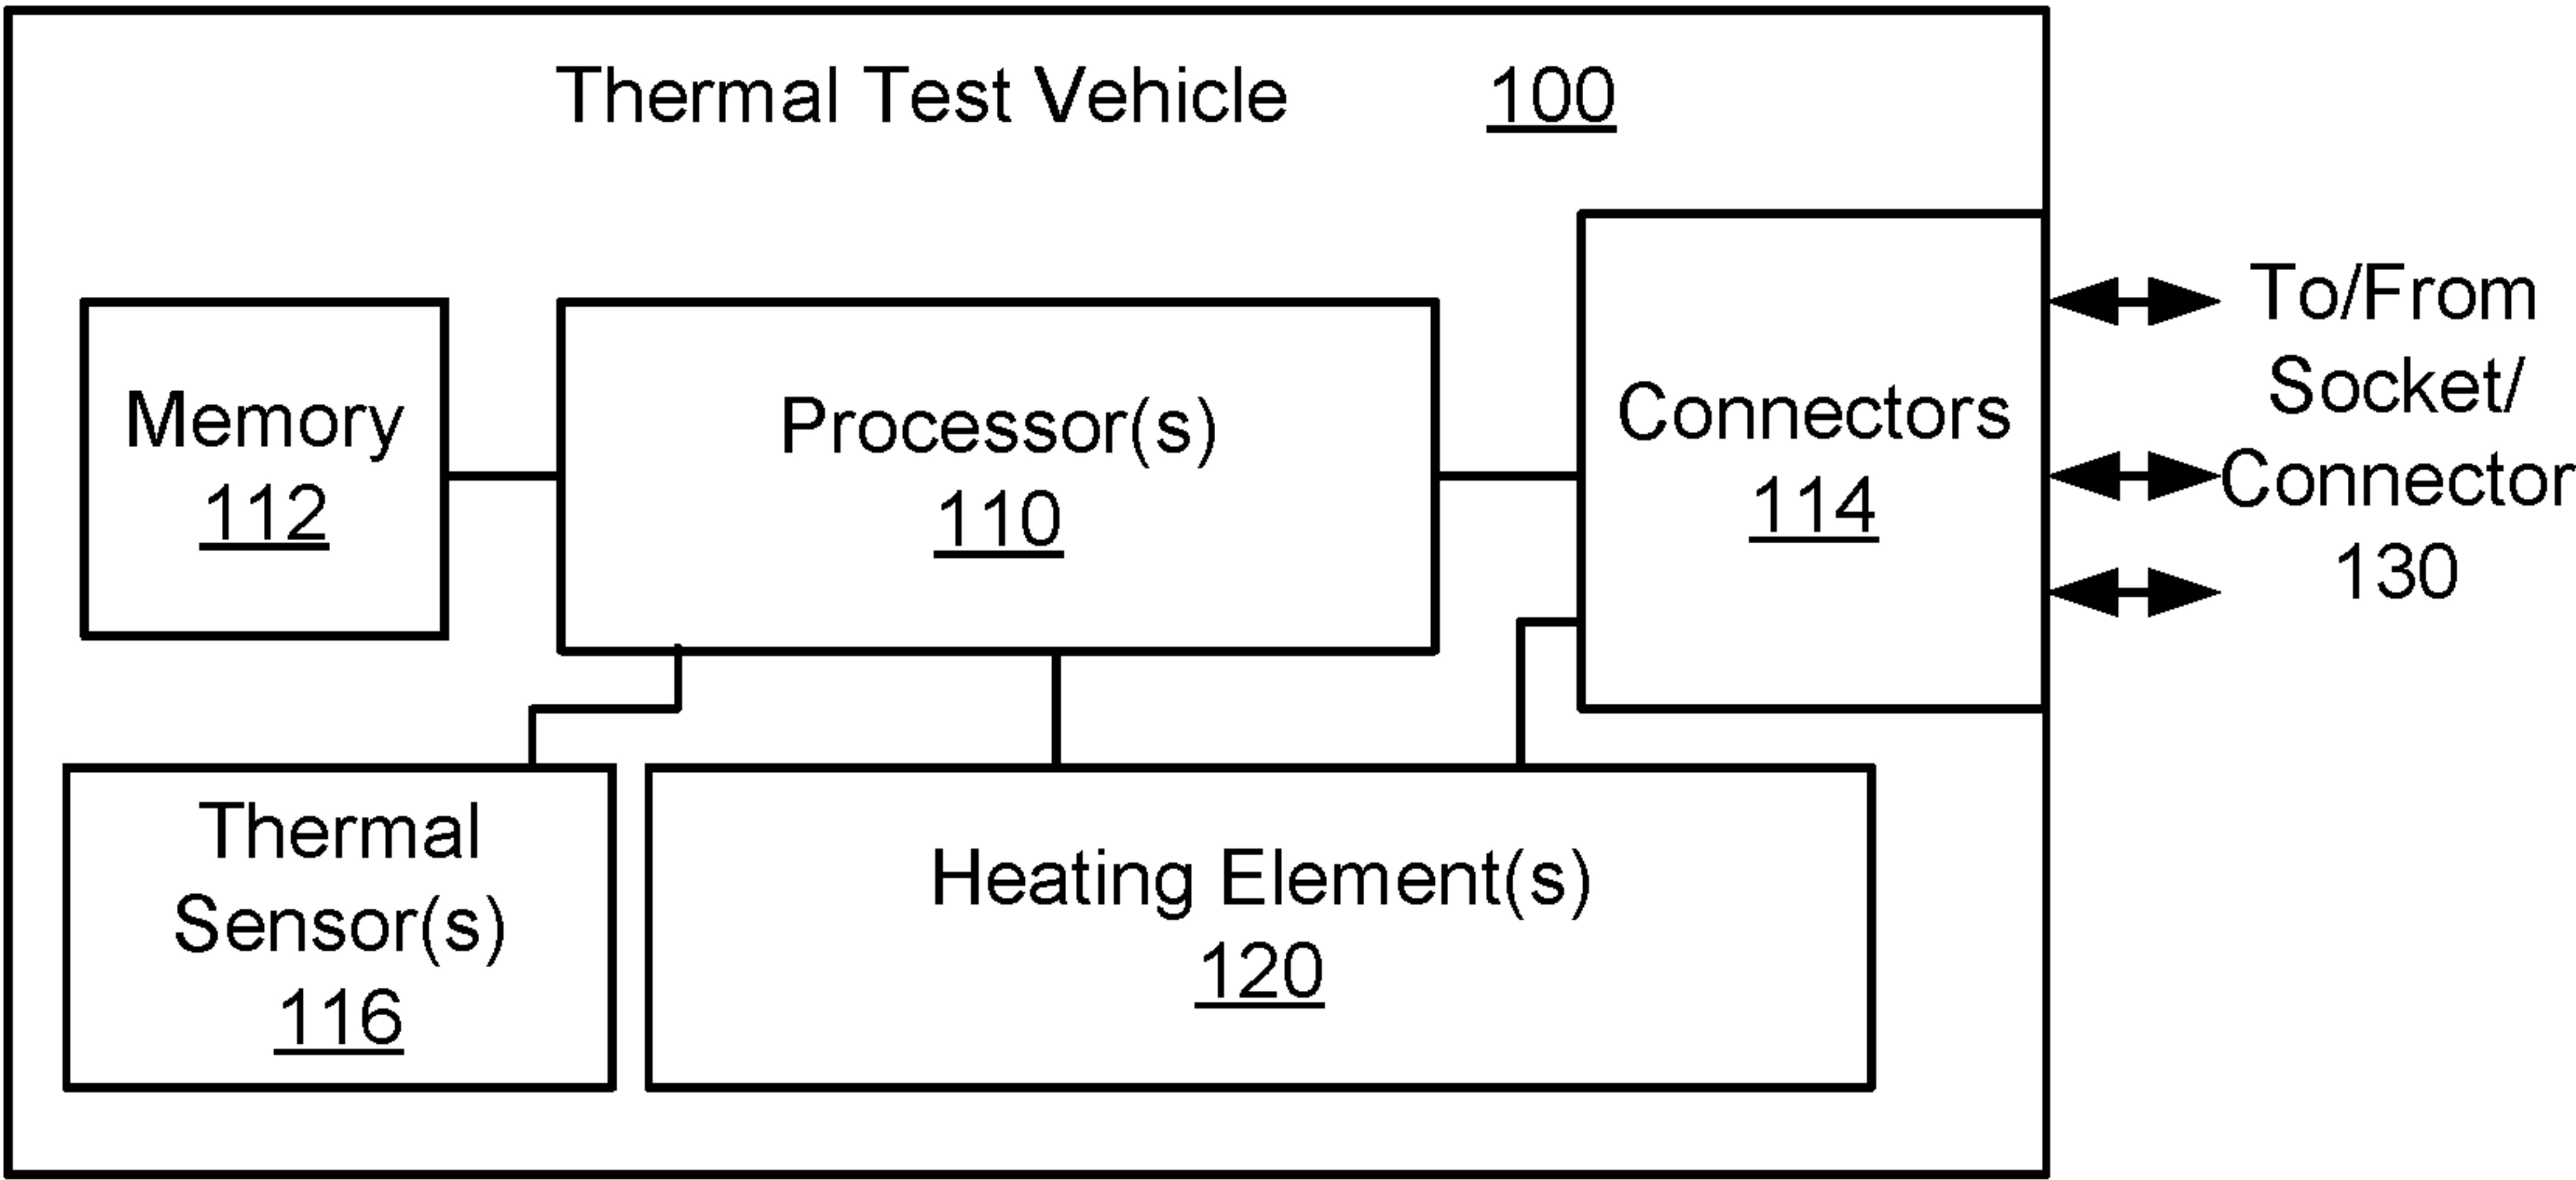 Thermal Test Vehicle 100
Memory
112
Processor(s)
110
Connectors
114
To/From
Socket/
Connector
130
Thermal
Sensor(s)
116
Heating Element(s)
120